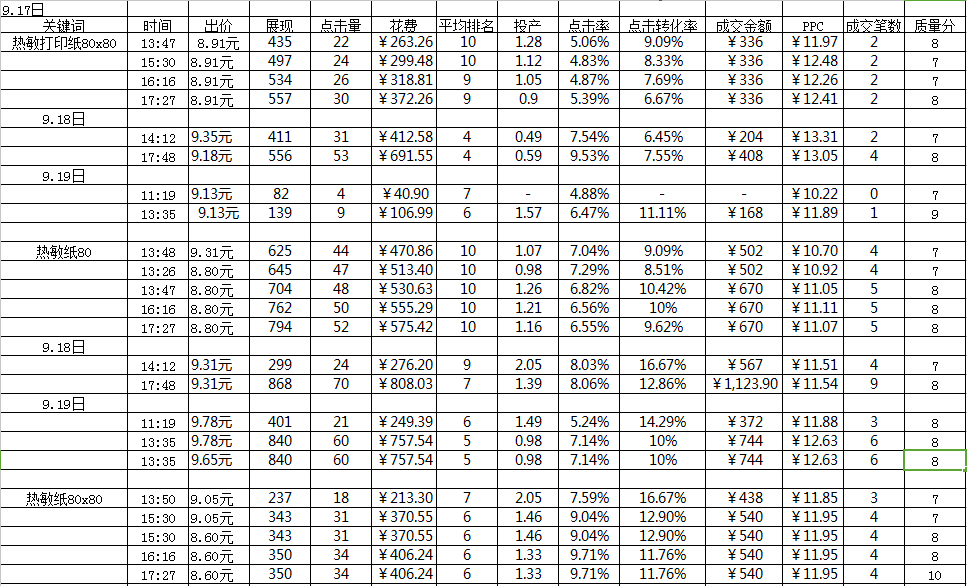 9.17日
关键词 时间 出价 展现 点击量 花费 平均排名 投产 点击率 点击转化率 成交金额 PPC 成交笔数 质量分
热敏打印纸80x80 13:47 8.91元 435 22 ¥263.26 10 1.28 5.06% 9.09% ¥336 ¥11.97 2 8
15:30 8.91元 497 24 ¥299.48 10 1.12 4.83% 8.33% ¥336 ¥12.48 2 7
16:16 8.91元 534 26 ¥318.81 9 1.05 4.87% 7.69% ¥336 ¥12.26 2 7
17:27 8.91元 557 30 ¥372.26 9 0.9 5.39% 6.67% ¥336 ¥12.41 2 8
9.18日
14:12 9.35元 411 31 ¥412.58 4 0.49 7.54% 6.45% ¥204 ¥13.31 2 7
17:48 9.18元 556 53 ¥691.55 4 0.59 9.53% 7.55% ¥408 ¥13.05 4 8
9.19日
11:19 9.13元 82 4 ¥40.90 7 - 4.88% - - ¥10.22 0 7
13:35 9.13元 139 9 ¥106.99 6 1.57 6.47% 11.11% ¥168 ¥11.89 1 9
热敏纸80 13:48 9.31元 625 44 ¥470.86 10 1.07 7.04% 9.09% ¥502 ¥10.70 4 7
13:26 8.80元 645 47 ¥513.40 10 0.98 7.29% 8.51% ¥502 ¥10.92 4 7
13:47 8.80元 704 48 ¥530.63 10 1.26 6.82% 10.42% ¥670 ¥11.05 5 8
16:16 8.80元 762 50 ¥555.29 10 1.21 6.56% 10% ¥670 ¥11.11 5 8
17:27 8.80元 794 52 ¥575.42 10 1.16 6.55% 9.62% ¥670 ¥11.07 5 8
9.18日
14:12 9.31元 299 24 ¥276.20 9 2.05 8.03% 16.67% ¥567 ¥11.51 4 7
17:48 9.31元 868 70 ¥808.03 7 1.39 8.06% 12.86% ¥1,123.90 ¥11.54 9 8
9.19日
11:19 9.78元 401 21 ¥249.39 6 1.49 5.24% 14.29% ¥372 ¥11.88 3 8
13:35 9.78元 840 60 ¥757.54 5 0.98 7.14% 10% ¥744 ¥12.63 6 8
13:35 9.65元 840 60 ¥757.54 5 0.98 7.14% 10% ¥744 ¥12.63 6 8
热敏纸80x80 13:50 9.05元 237 18 ¥213.30 7 2.05 7.59% 16.67% ¥438 ¥11.85 3 7
15:30 9.05元 343 31 ¥370.55 6 1.46 9.04% 12.90% ¥540 ¥11.95 4 7
15:30 8.60元 343 31 ¥370.55 6 1.46 9.04% 12.90% ¥540 ¥11.95 4 8
16:16 8.60元 350 34 ¥406.24 6 1.33 9.71% 11.76% ¥540 ¥11.95 4 8
17:27 8.60元 350 34 ¥406.24 6 1.33 9.71% 11.76% ¥540 ¥11.95 4 10